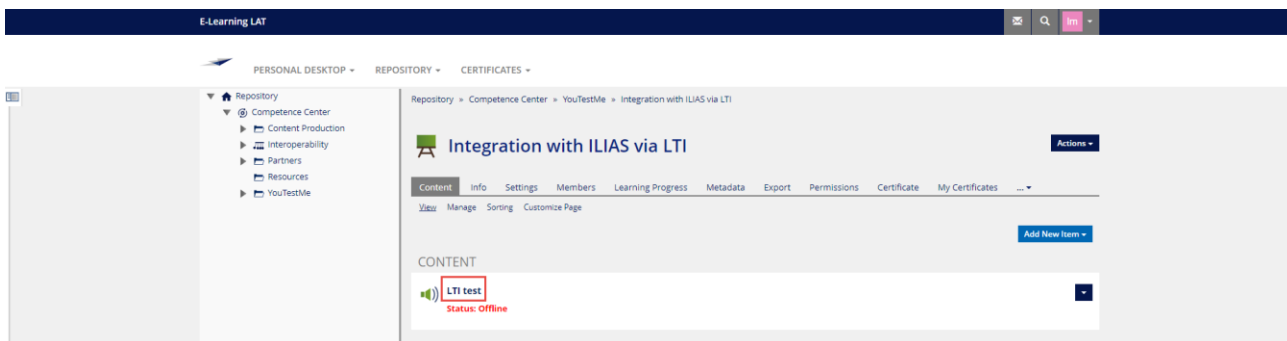 E-Learning LAT
lm
PERSONAL DESKTOP REPOSITORY CERTIFICATES
Repository
Competence Center
Content Production
Interoperability
Partners
Resources
YouTestMe
Repository » Competence Center » YouTestMe » Integration with ILIAS via LTI
Integration with ILIAS via LTI
Actions
Content Info Settings Members Learning Progress Metadata Export Permissions Certificate My Certificates ...
View Manage Sorting Customize Page
Add New Item
CONTENT
LTI test
Status: Offline